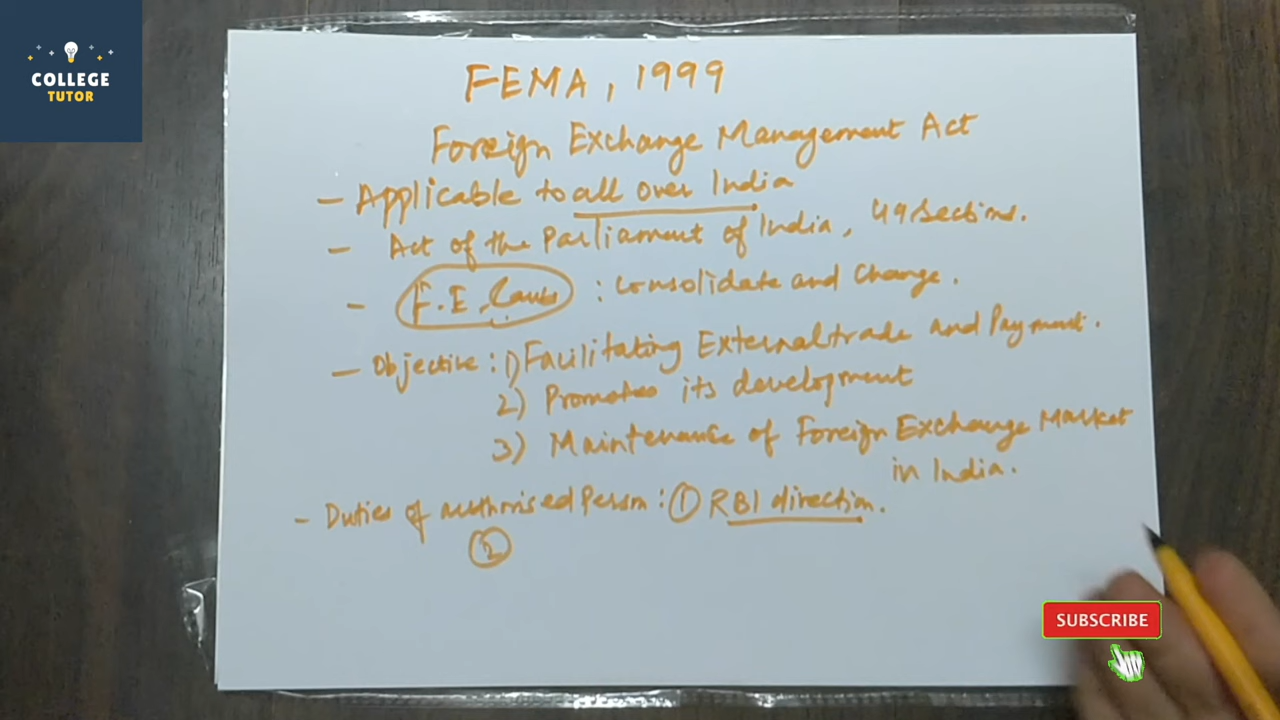 COLLEGE
TUTOR
FEMA, 1999
Foreign Exchange Management Act
- Applicable to all over India
- Act of the Parliament of India, 49 Sections.
- F.E. Laws : Consolidate and Change.
- Objective : 1) Facilitating External trade and Payment.
2) Promotes its development
3) Maintenance of Foreign Exchange Market
in India.
- Duties of authorised Person : ① RBI direction.
②
SUBSCRIBE